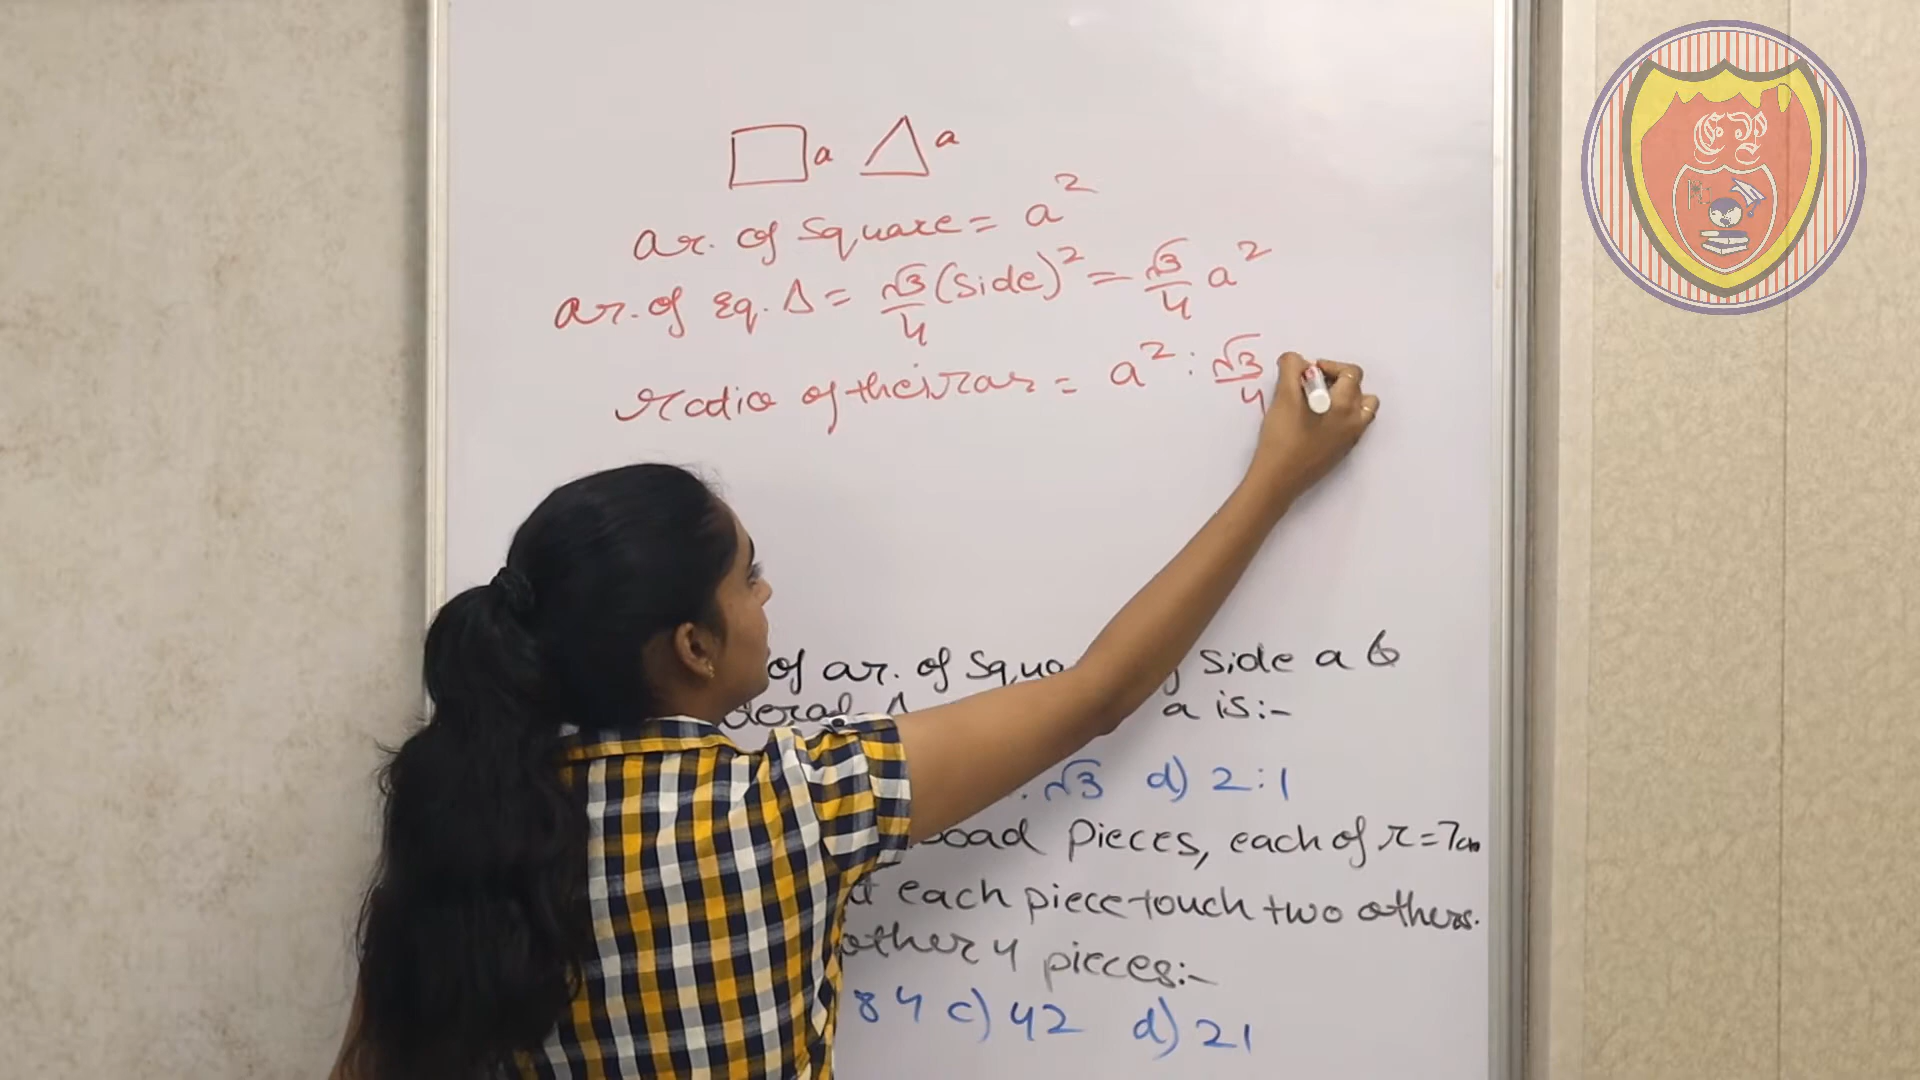 a a
ar. of square = a²
ar. of Eq. Δ = √3/4 (Side)² = √3/4 a²
Radio of their ar = a² : √3/4
of ar. of Squa side a &
a is:-
: √3 d) 2:1
Pieces, each of r=7cm
each piece touch two others.
other 4 pieces:-
84 c) 42 d) 21